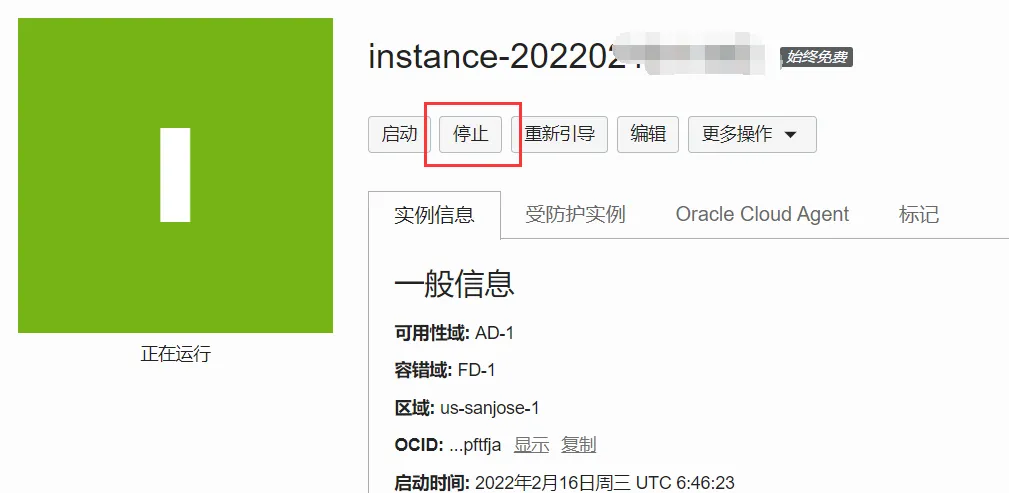 instance-202202
始终免费
启动 停止 重新引导 编辑 更多操作
实例信息 受防护实例 Oracle Cloud Agent 标记
一般信息
可用性域: AD-1
容错域: FD-1
区域: us-sanjose-1
OCID: ...pftfja 显示 复制
启动时间: 2022年2月16日周三 UTC 6:46:23
正在运行